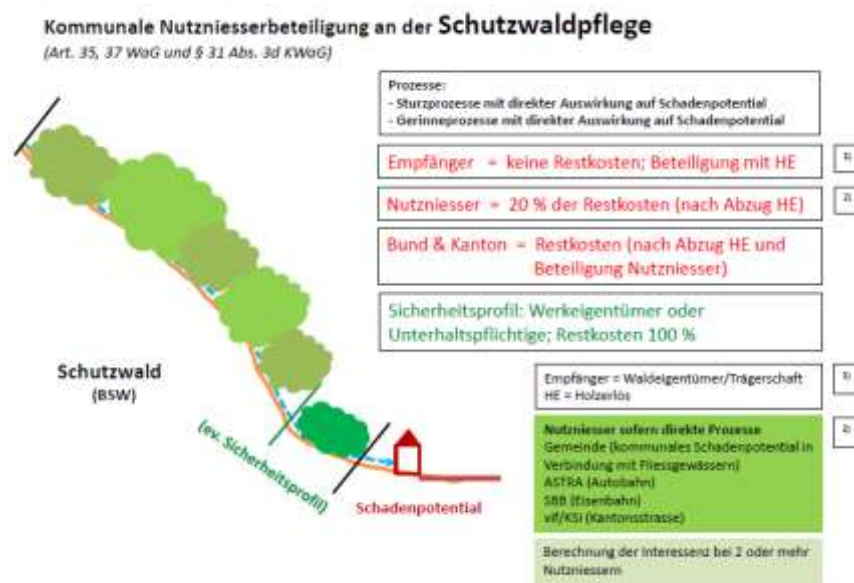 Kommunale Nutzniesserbeteiligung an der Schutzwaldpflege
(Art. 35, 37 WaG und § 31 Abs. 3d KWaG)
Prozesse:
- Sturzprozesse mit direkter Auswirkung auf Schadenpotential
- Gerinneprozesse mit direkter Auswirkung auf Schadenpotential
Empfänger = keine Restkosten; Beteiligung mit HE
1)
Nutzniesser = 20 % der Restkosten (nach Abzug HE)
2)
Bund & Kanton = Restkosten (nach Abzug HE und
Beteiligung Nutzniesser)
Sicherheitsprofil: Werkeigentümer oder
Unterhaltspflichtige; Restkosten 100 %
Schutzwald
(BSW)
(ev. Sicherheitsprofil)
Schadenpotential
Empfänger = Waldeigentümer/Trägerschaft
HE = Holzerlös
Nutzniesser sofern direkte Prozesse
2)
Gemeinde (kommunales Schadenpotential in
Verbindung mit Fliessgewässern)
ASTRA (Autobahn)
SBB (Eisenbahn)
vif/KSI (Kantonsstrasse)
Berechnung der Interessenz bei 2 oder mehr
Nutzniessern